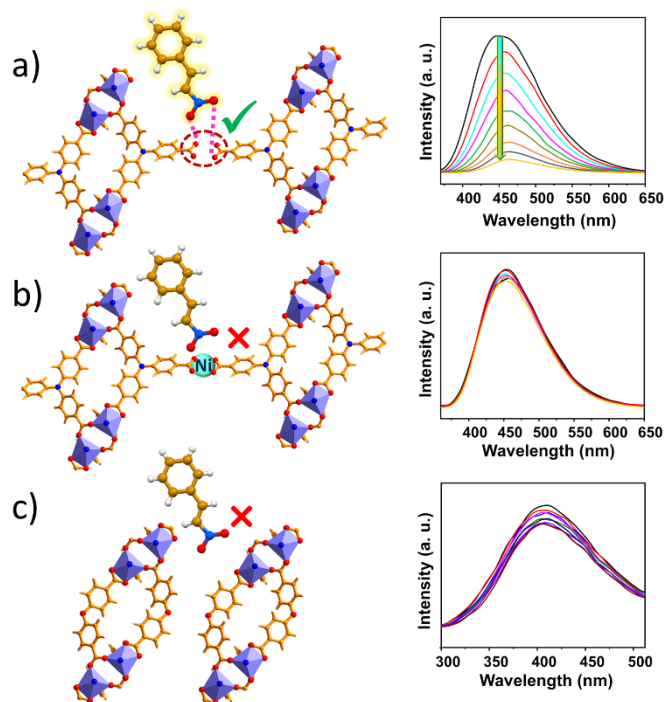 a)
Intensity (a. u.)
400 450 500 550 600 650
Wavelength (nm)
b)
Ni
Intensity (a. u.)
400 450 500 550 600 650
Wavelength (nm)
c)
Intensity (a. u.)
300 350 400 450 500
Wavelength (nm)